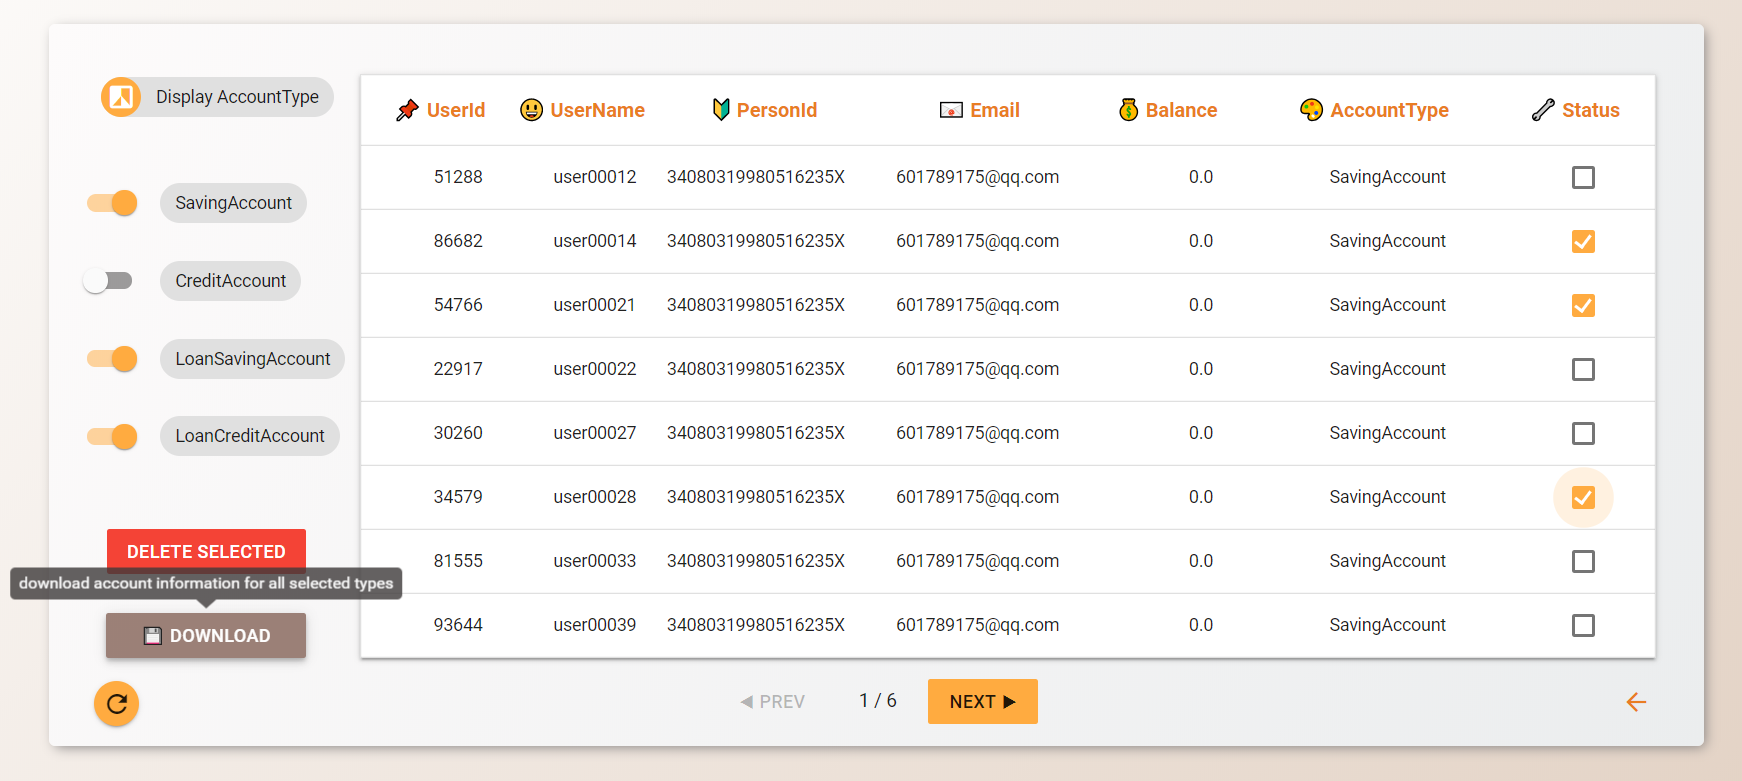 Display AccountType
SavingAccount
CreditAccount
LoanSavingAccount
LoanCreditAccount
DELETE SELECTED
download account information for all selected types
DOWNLOAD
UserId UserName PersonId Email Balance AccountType Status
51288 user00012 34080319980516235X 601789175@qq.com 0.0 SavingAccount
86682 user00014 34080319980516235X 601789175@qq.com 0.0 SavingAccount
54766 user00021 34080319980516235X 601789175@qq.com 0.0 SavingAccount
22917 user00022 34080319980516235X 601789175@qq.com 0.0 SavingAccount
30260 user00027 34080319980516235X 601789175@qq.com 0.0 SavingAccount
34579 user00028 34080319980516235X 601789175@qq.com 0.0 SavingAccount
81555 user00033 34080319980516235X 601789175@qq.com 0.0 SavingAccount
93644 user00039 34080319980516235X 601789175@qq.com 0.0 SavingAccount
◀ PREV 1 / 6 NEXT ▶